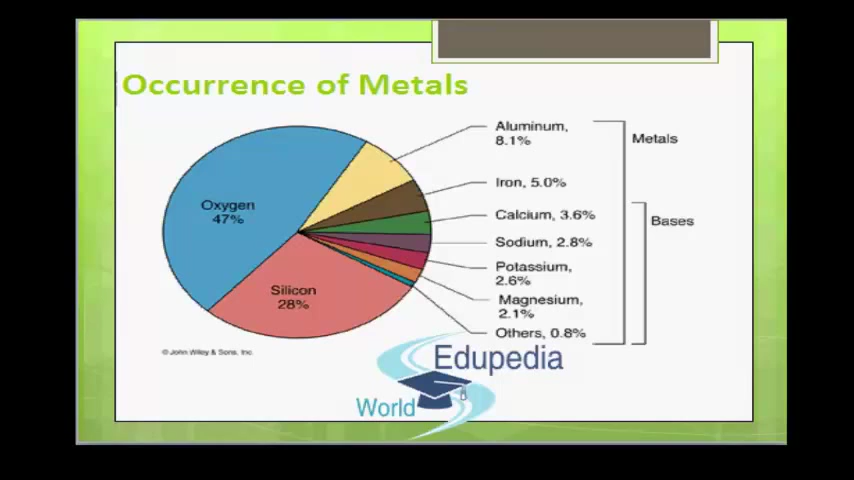 Occurrence of Metals
Aluminum,
8.1%
Metals
Iron, 5.0%
Oxygen
47%
Calcium, 3.6%
Bases
Sodium, 2.8%
Potassium,
2.6%
Silicon
28%
Magnesium,
2.1%
Others, 0.8%
© John Wiley & Sons, Inc.
Edupedia
World